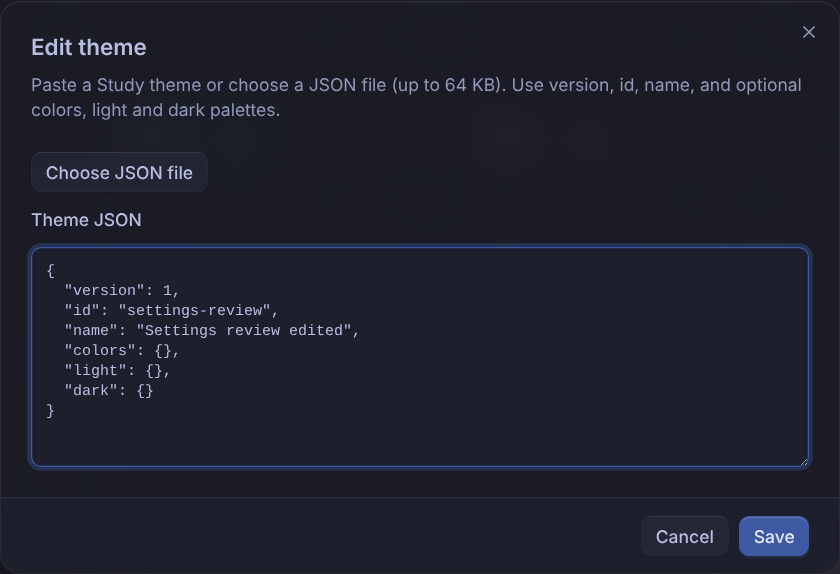 Edit theme
Paste a Study theme or choose a JSON file (up to 64 KB). Use version, id, name, and optional
colors, light and dark palettes.
Choose JSON file
Theme JSON
{
  "version": 1,
  "id": "settings-review",
  "name": "Settings review edited",
  "colors": {},
  "light": {},
  "dark": {}
}
Cancel
Save